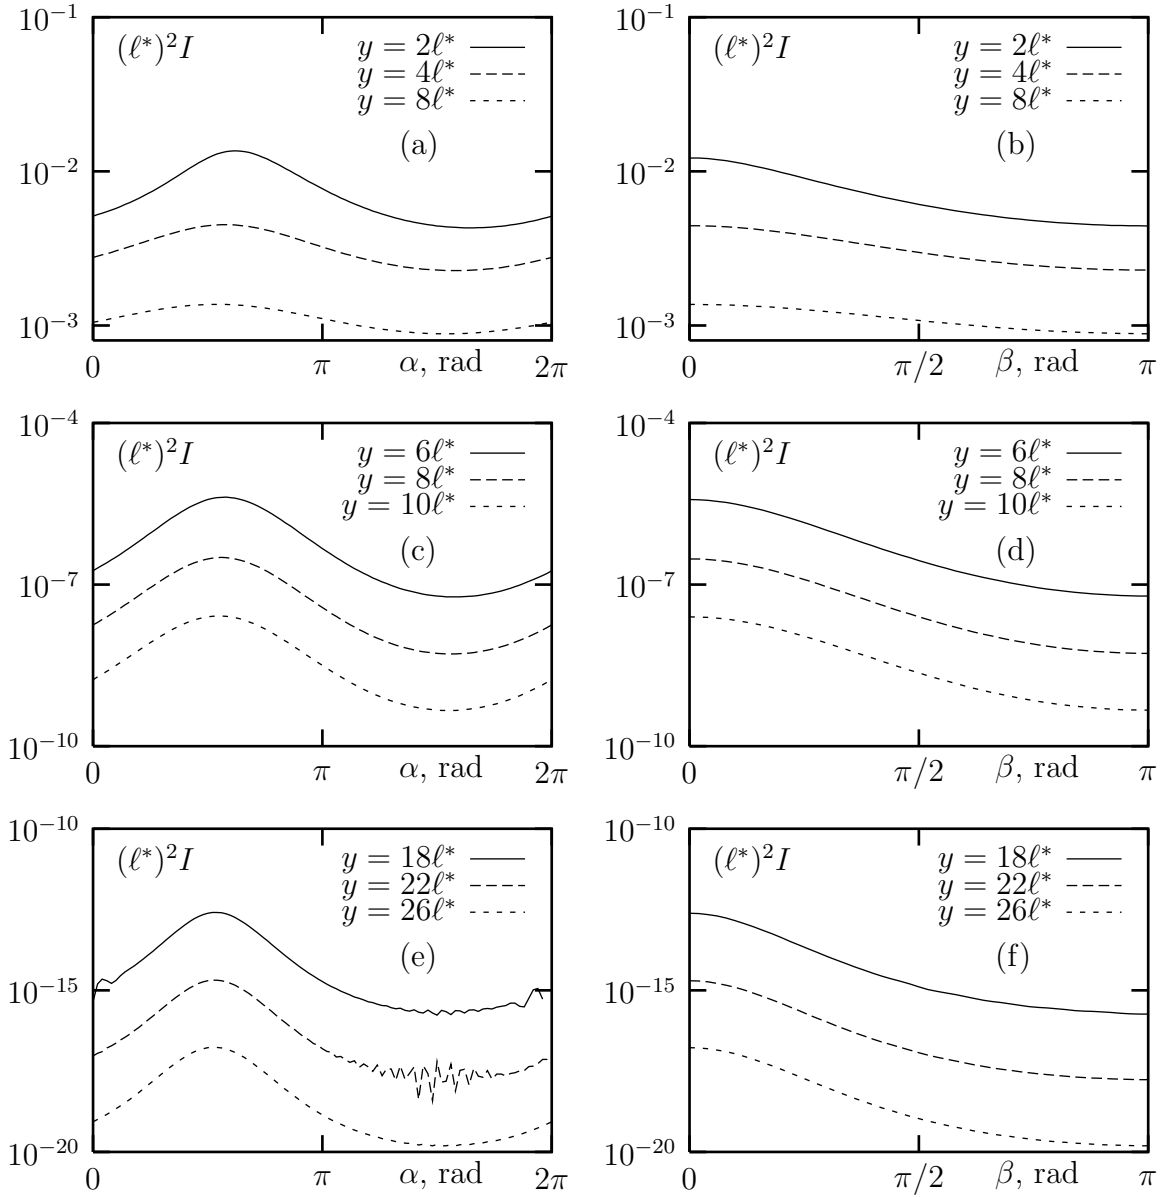 10⁻¹
(ℓ*)²I
y = 2ℓ*
y = 4ℓ*
y = 8ℓ*
(a)
10⁻²
10⁻³
0
π
α, rad
2π
10⁻¹
(ℓ*)²I
y = 2ℓ*
y = 4ℓ*
y = 8ℓ*
(b)
10⁻²
10⁻³
0
π/2
β, rad
π
10⁻⁴
(ℓ*)²I
y = 6ℓ*
y = 8ℓ*
y = 10ℓ*
(c)
10⁻⁷
10⁻¹⁰
0
π
α, rad
2π
10⁻⁴
(ℓ*)²I
y = 6ℓ*
y = 8ℓ*
y = 10ℓ*
(d)
10⁻⁷
10⁻¹⁰
0
π/2
β, rad
π
10⁻¹⁰
(ℓ*)²I
y = 18ℓ*
y = 22ℓ*
y = 26ℓ*
(e)
10⁻¹⁵
10⁻²⁰
0
π
α, rad
2π
10⁻¹⁰
(ℓ*)²I
y = 18ℓ*
y = 22ℓ*
y = 26ℓ*
(f)
10⁻¹⁵
10⁻²⁰
0
π/2
β, rad
π